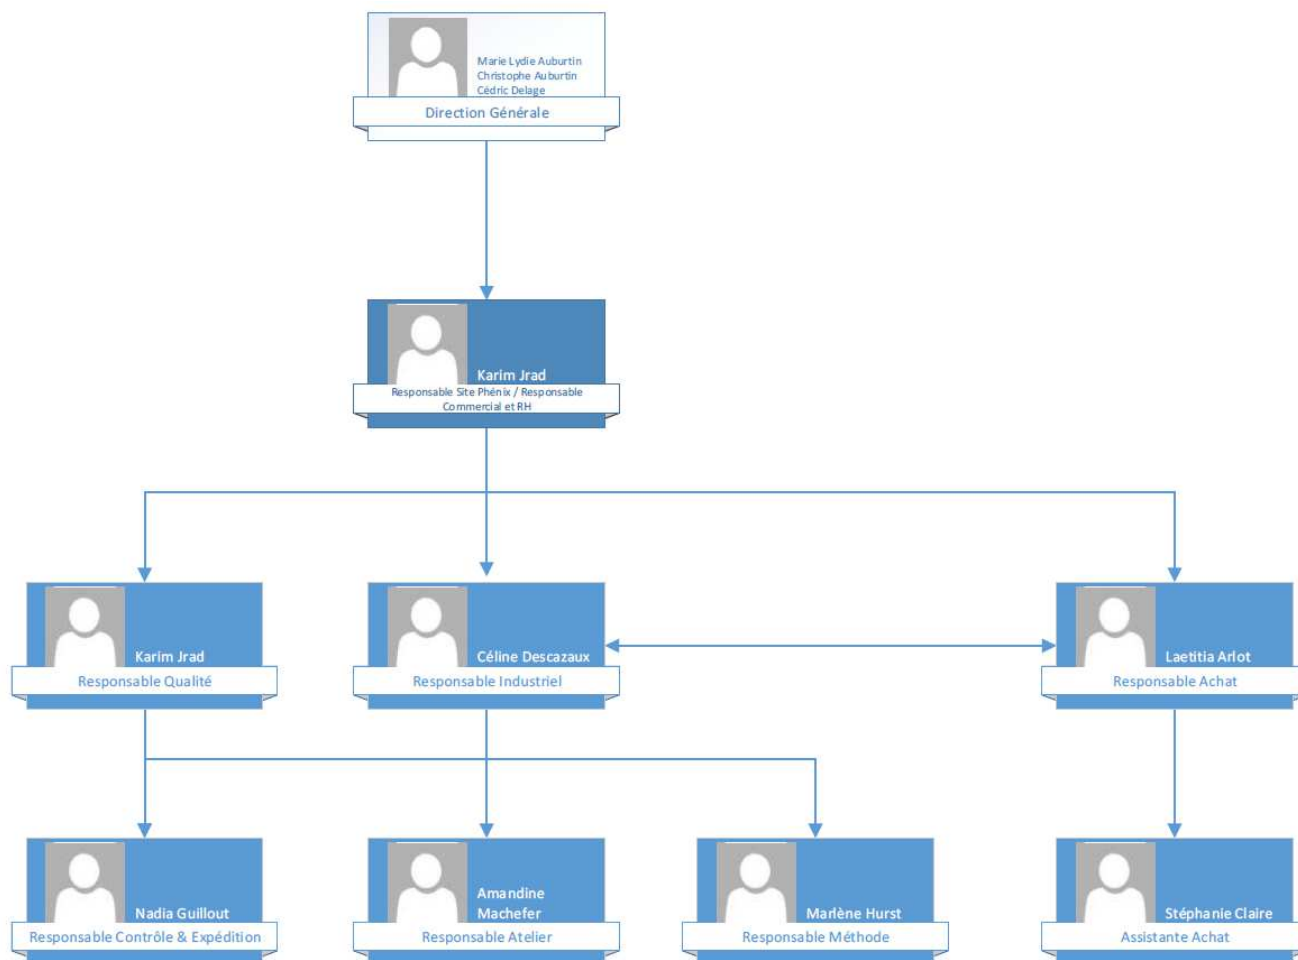 Marie Lydie Auburtin
Christophe Auburtin
Cédric Delage
Direction Générale
Karim Jrad
Responsable Site Phénix / Responsable
Commercial et RH
Karim Jrad
Responsable Qualité
Céline Descazaux
Responsable Industriel
Laetitia Arlot
Responsable Achat
Nadia Guillout
Responsable Contrôle & Expédition
Amandine
Machefer
Responsable Atelier
Marlène Hurst
Responsable Méthode
Stéphanie Claire
Assistante Achat